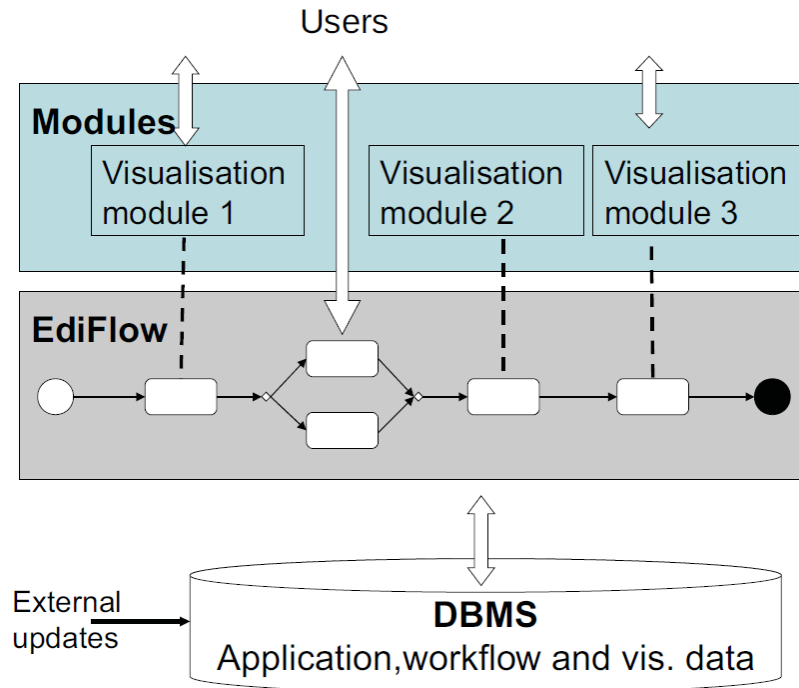 Users
Modules
Visualisation
module 1
Visualisation
module 2
Visualisation
module 3
EdiFlow
External
updates
DBMS
Application,workflow and vis. data